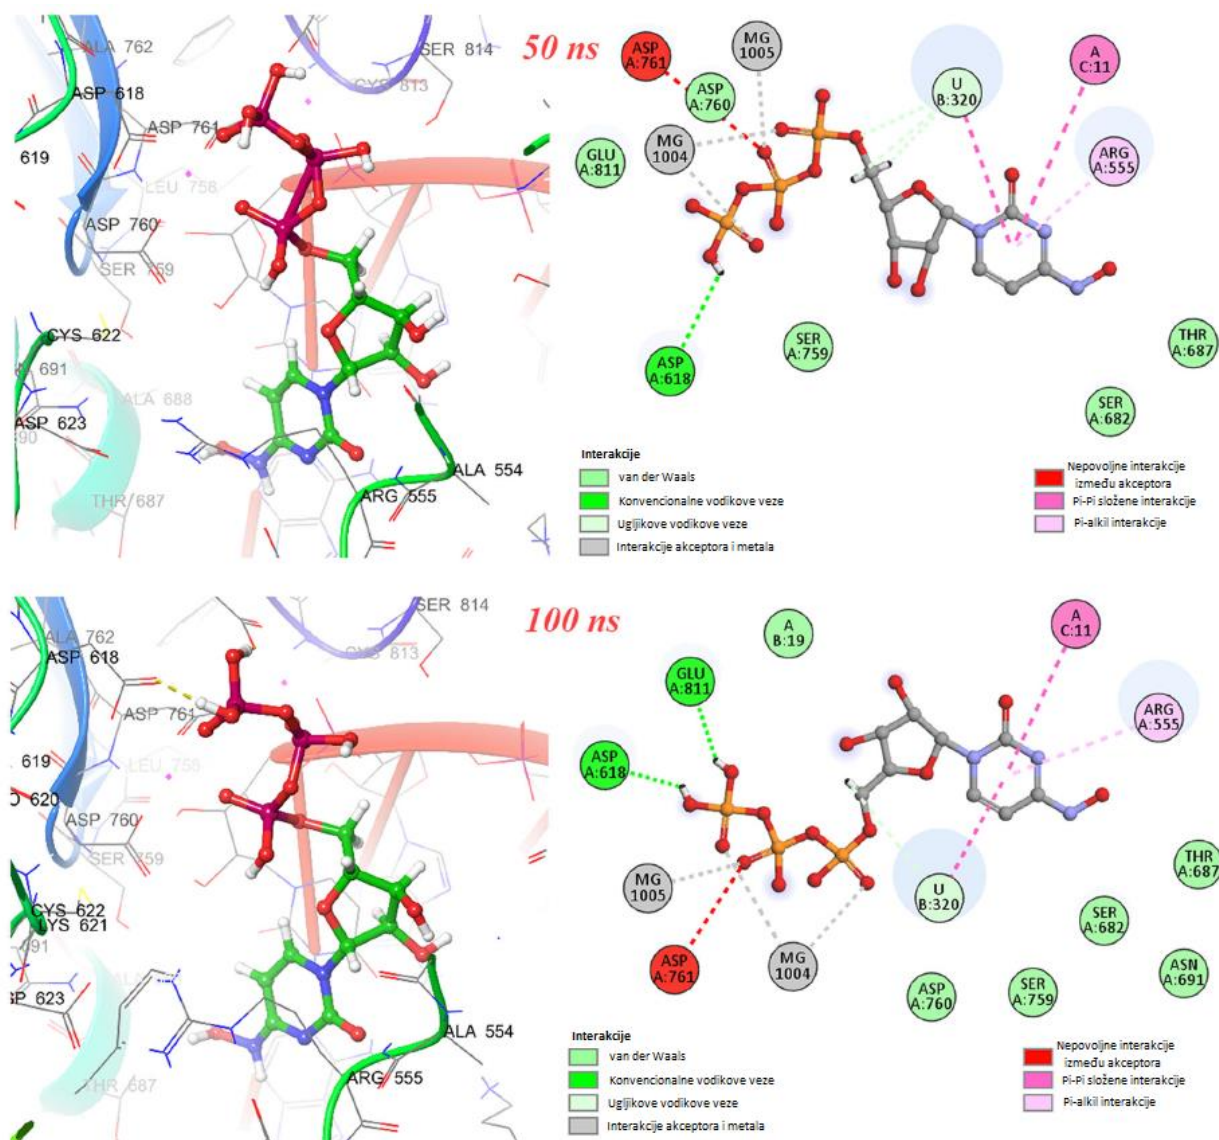 50 ns
ALA 762
SER 814
ASP 618
CYS 813
ASP 761
619
LEU 758
ASP 760
SER 759
CYS 622
691
ALA 688
ASP 623
90
THR 687
ALA 554
ARG 555
ASP
A:761
MG
1005
ASP
A:760
MG
1004
GLU
A:811
U
B:320
A
C:11
ARG
A:555
ASP
A:618
SER
A:759
THR
A:687
SER
A:682
Interakcije
van der Waals
Konvencionalne vodikove veze
Ugljikove vodikove veze
Interakcije akceptora i metala
Nepovoljne interakcije
između akceptora
Pi-Pi složene interakcije
Pi-alkil interakcije
100 ns
SER 814
ALA 762
ASP 618
CYS 813
ASP 761
619
LEU 758
O 620
ASP 760
SER 759
CYS 622
LYS 621
691
SP 623
THR 687
ALA 554
ARG 555
A
B:19
GLU
A:811
ASP
A:618
MG
1005
ASP
A:761
MG
1004
A
C:11
ARG
A:555
U
B:320
THR
A:687
SER
A:682
ASN
A:691
ASP
A:760
SER
A:759
Interakcije
van der Waals
Konvencionalne vodikove veze
Ugljikove vodikove veze
Interakcije akceptora i metala
Nepovoljne interakcije
između akceptora
Pi-Pi složene interakcije
Pi-alkil interakcije